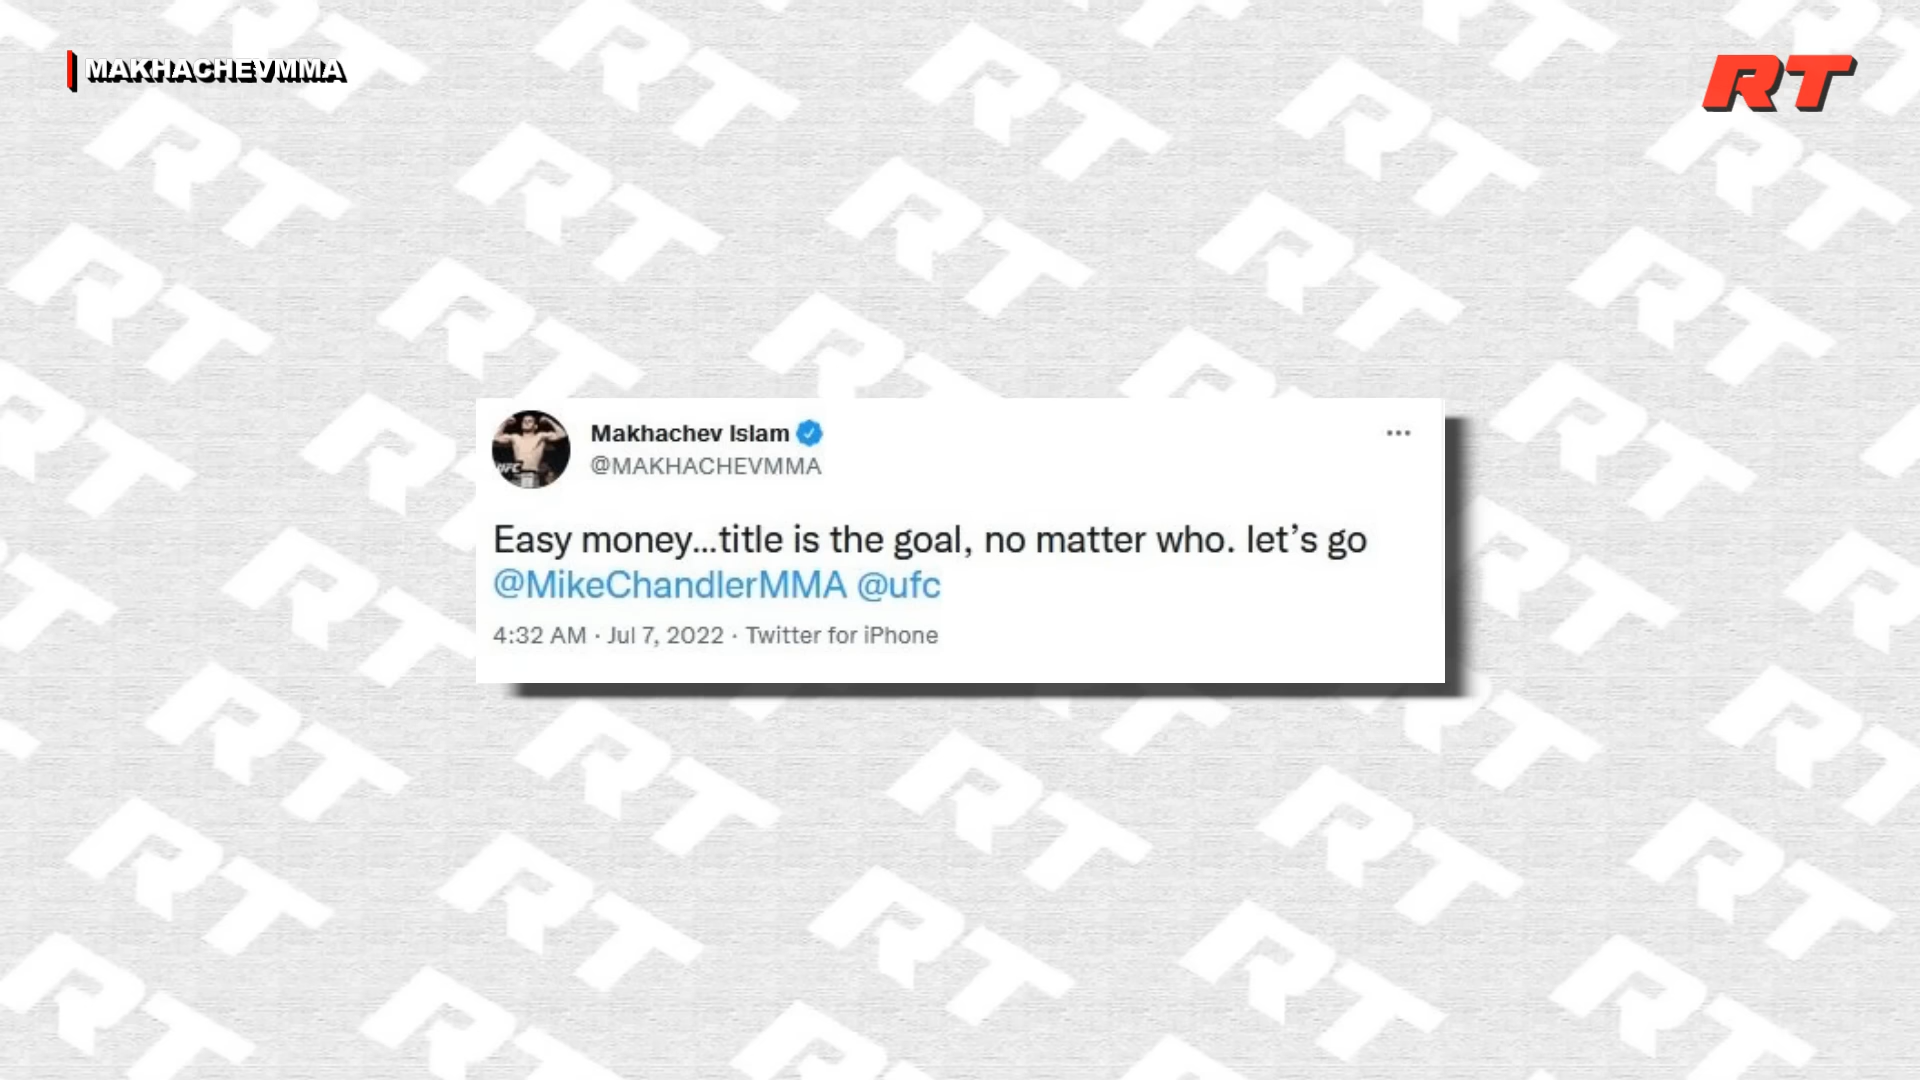 MAKHACHEVMMA
RT
Makhachev Islam
@MAKHACHEVMMA
Easy money...title is the goal, no matter who. let’s go
@MikeChandlerMMA @ufc
4:32 AM · Jul 7, 2022 · Twitter for iPhone
UFC